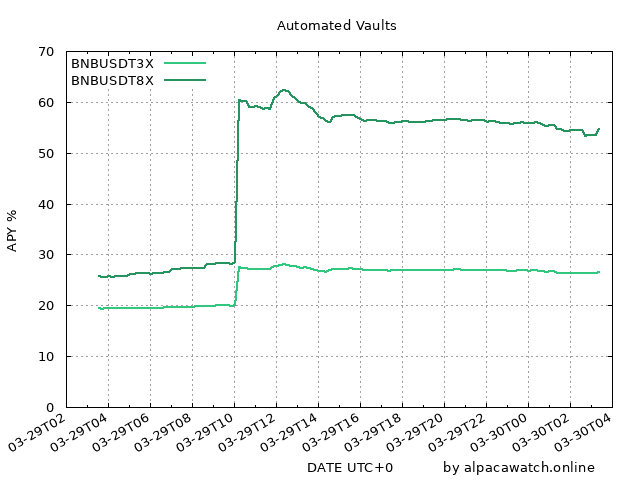 Automated Vaults
BNBUSDT3X
BNBUSDT8X
APY %
70
60
50
40
30
20
10
0
03-29T02
03-29T04
03-29T06
03-29T08
03-29T10
03-29T12
03-29T14
03-29T16
03-29T18
03-29T20
03-29T22
03-30T00
03-30T02
03-30T04
DATE UTC+0
by alpacawatch.online